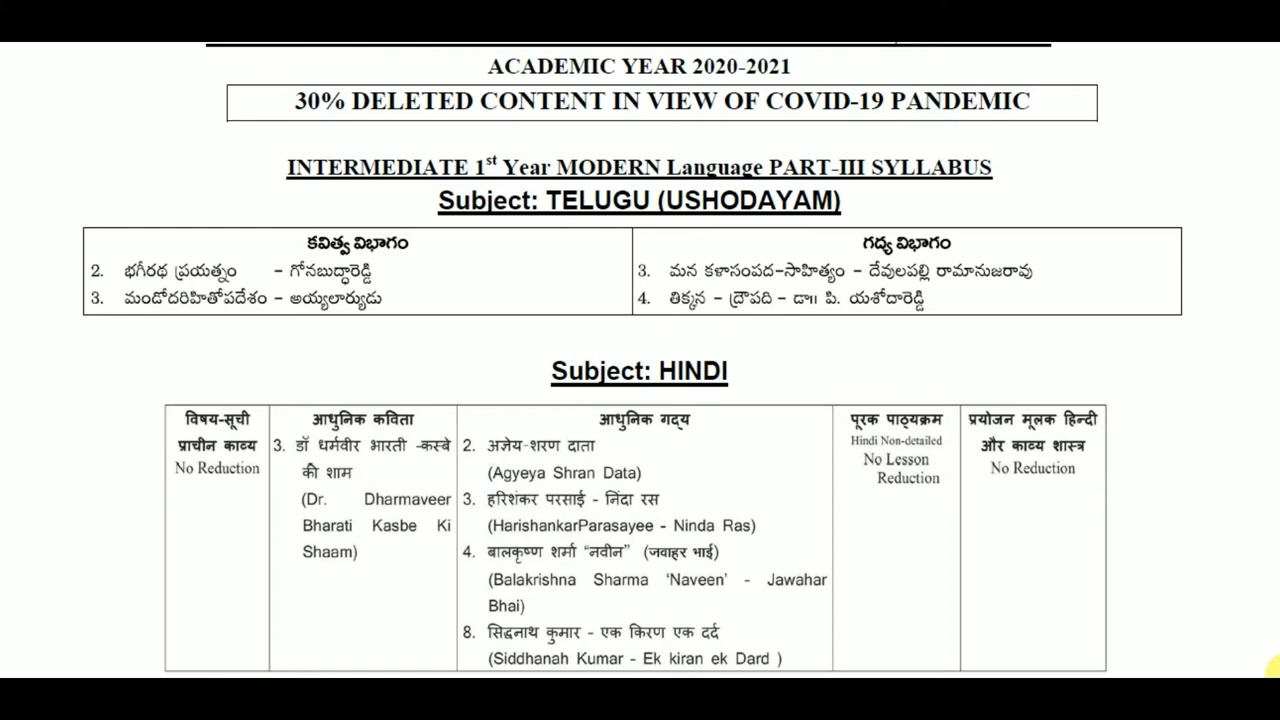 ACADEMIC YEAR 2020-2021
30% DELETED CONTENT IN VIEW OF COVID-19 PANDEMIC
INTERMEDIATE 1st Year MODERN Language PART-III SYLLABUS
Subject: TELUGU (USHODAYAM)
కవిత్వ విభాగం
2. భగీరథ ప్రయత్నం - గోనబుద్ధారెడ్డి
3. మండోదరిహితోపదేశం - అయ్యలార్యుడు
గద్య విభాగం
3. మన కళాసంపద-సాహిత్యం - దేవులపల్లి రామానుజరావు
4. తిక్కన - ద్రౌపది - డా॥ పి. యశోదారెడ్డి
Subject: HINDI
विषय-सूची
प्राचीन काव्य
No Reduction
आधुनिक कविता
3. डॉ धर्मवीर भारती -कस्बे
की शाम
(Dr. Dharmaveer
Bharati Kasbe Ki
Shaam)
आधुनिक गद्य
2. अज्ञेय-शरण दाता
(Agyeya Shran Data)
3. हरिशंकर परसाई - निंदा रस
(HarishankarParasayee - Ninda Ras)
4. बालकृष्ण शर्मा “नवीन” (जवाहर भाई)
(Balakrishna Sharma ‘Naveen’ - Jawahar
Bhai)
8. सिद्धनाथ कुमार - एक किरण एक दर्द
(Siddhanah Kumar - Ek kiran ek Dard )
पूरक पाठ्यक्रम
Hindi Non-detailed
No Lesson
Reduction
प्रयोजन मूलक हिन्दी
और काव्य शास्त्र
No Reduction